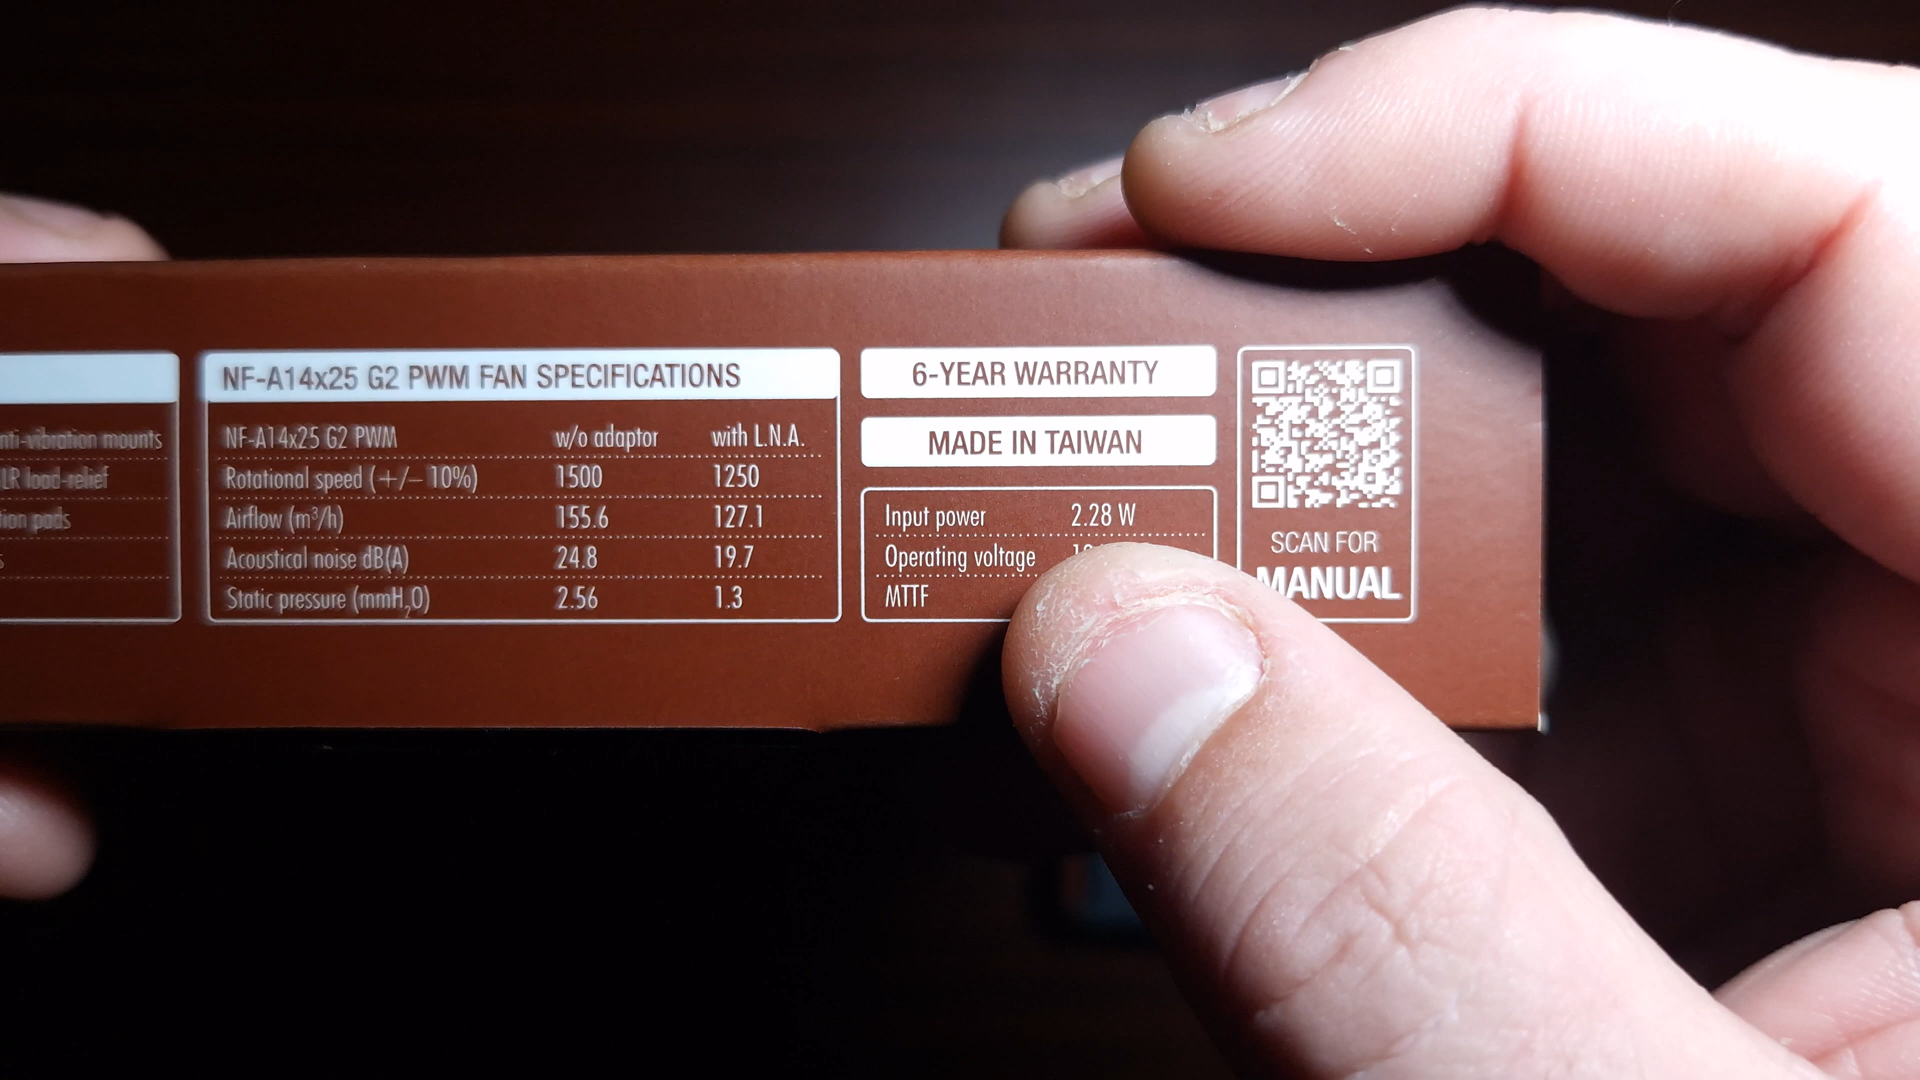 nti-vibration mounts
LR load-relief
tion pads
s
NF-A14x25 G2 PWM FAN SPECIFICATIONS
NF-A14x25 G2 PWM w/o adaptor with L.N.A.
Rotational speed (+/– 10%) 1500 1250
Airflow (m³/h) 155.6 127.1
Acoustical noise dB(A) 24.8 19.7
Static pressure (mmH₂O) 2.56 1.3
6-YEAR WARRANTY
MADE IN TAIWAN
Input power 2.28 W
Operating voltage
MTTF
SCAN FOR
MANUAL